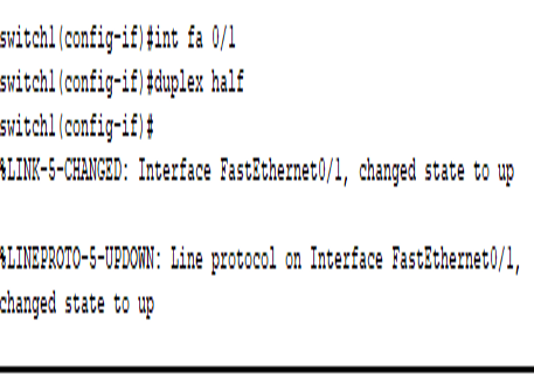 switch1(config-if)#int fa 0/1
switch1(config-if)#duplex half
switch1(config-if)#
%LINK-5-CHANGED: Interface FastEthernet0/1, changed state to up
%LINEPROTO-5-UPDOWN: Line protocol on Interface FastEthernet0/1,
changed state to up